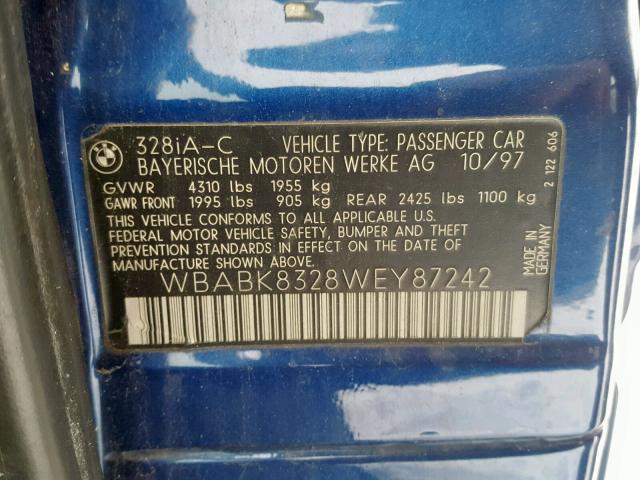 BMW
328iA-C VEHICLE TYPE: PASSENGER CAR
BAYERISCHE MOTOREN WERKE AG 10/97
GVWR 4310 lbs 1955 kg
GAWR FRONT 1995 lbs 905 kg REAR 2425 lbs 1100 kg
THIS VEHICLE CONFORMS TO ALL APPLICABLE U.S.
FEDERAL MOTOR VEHICLE SAFETY, BUMPER AND THEFT
PREVENTION STANDARDS IN EFFECT ON THE DATE OF
MANUFACTURE SHOWN ABOVE.
WBABK8328WEY87242
MADE IN
GERMANY
2 122 606